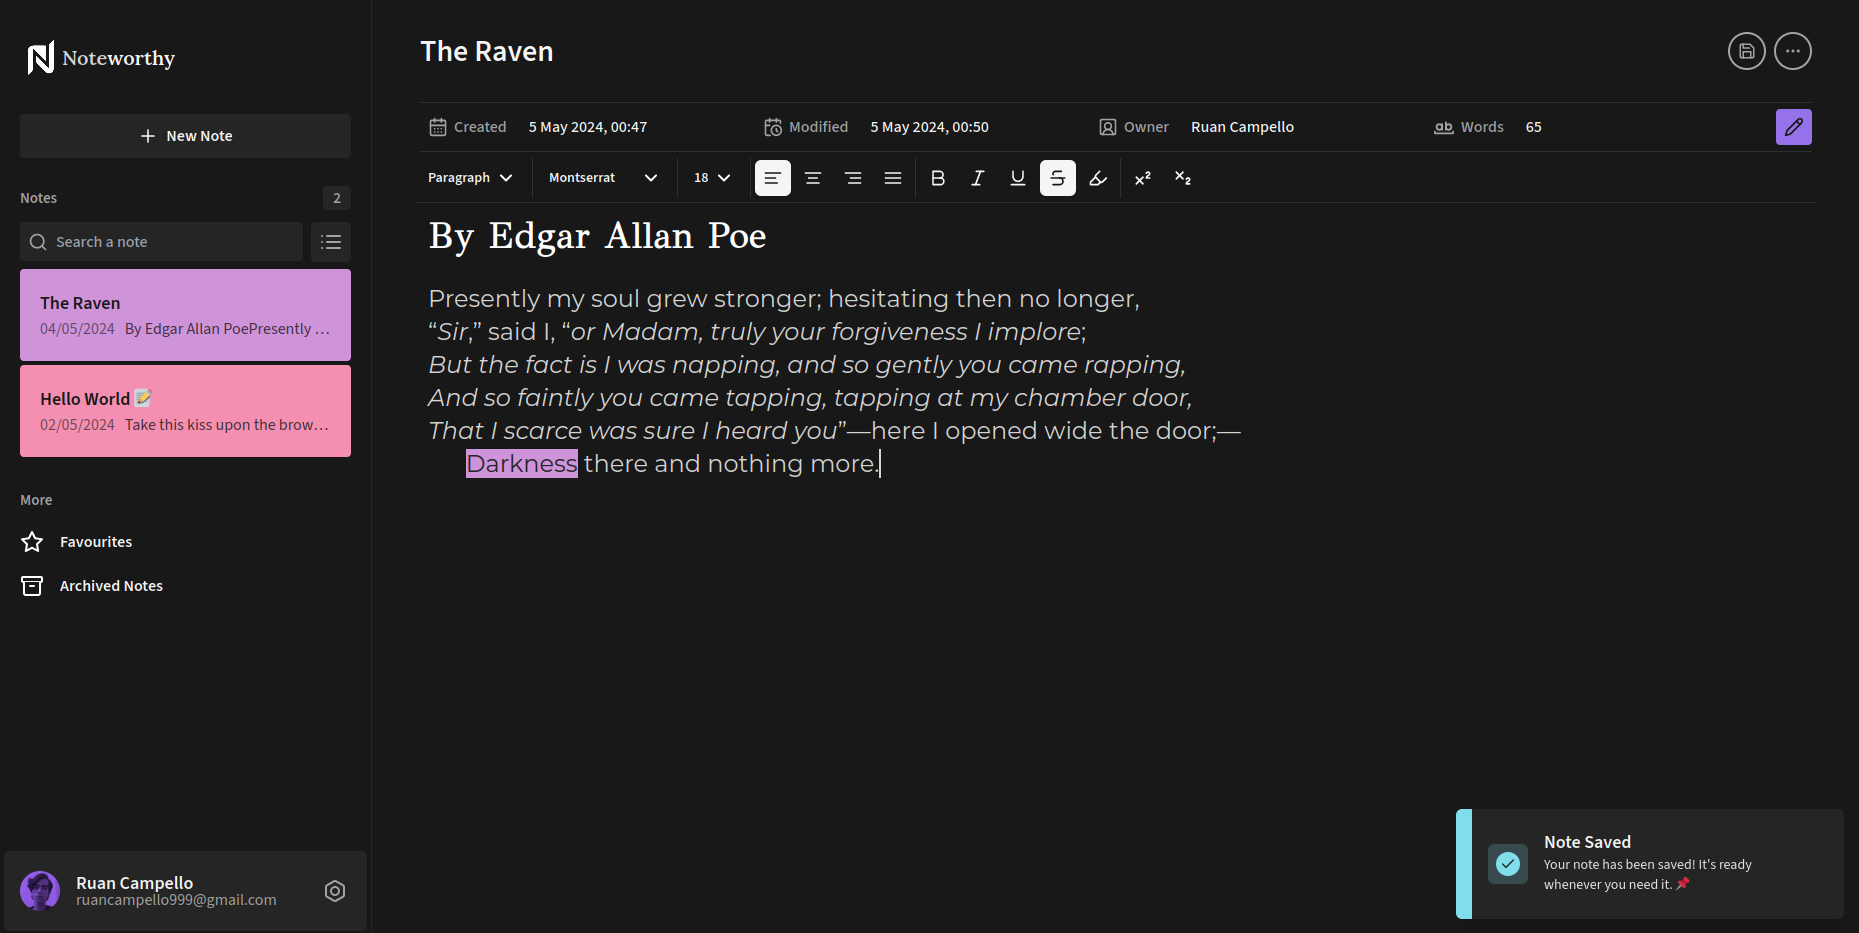 Noteworthy
New Note
Notes
2
Search a note
The Raven
04/05/2024 By Edgar Allan PoePresently ...
Hello World 📝
02/05/2024 Take this kiss upon the brow...
More
Favourites
Archived Notes
Ruan Campello
ruancampello999@gmail.com
The Raven
Created 5 May 2024, 00:47 Modified 5 May 2024, 00:50 Owner Ruan Campello ab Words 65
Paragraph Montserrat 18 B I U S x² x₂
By Edgar Allan Poe
Presently my soul grew stronger; hesitating then no longer,
“Sir,” said I, “or Madam, truly your forgiveness I implore;
But the fact is I was napping, and so gently you came rapping,
And so faintly you came tapping, tapping at my chamber door,
That I scarce was sure I heard you”—here I opened wide the door;—
Darkness there and nothing more.
Note Saved
Your note has been saved! It's ready
whenever you need it. 📌